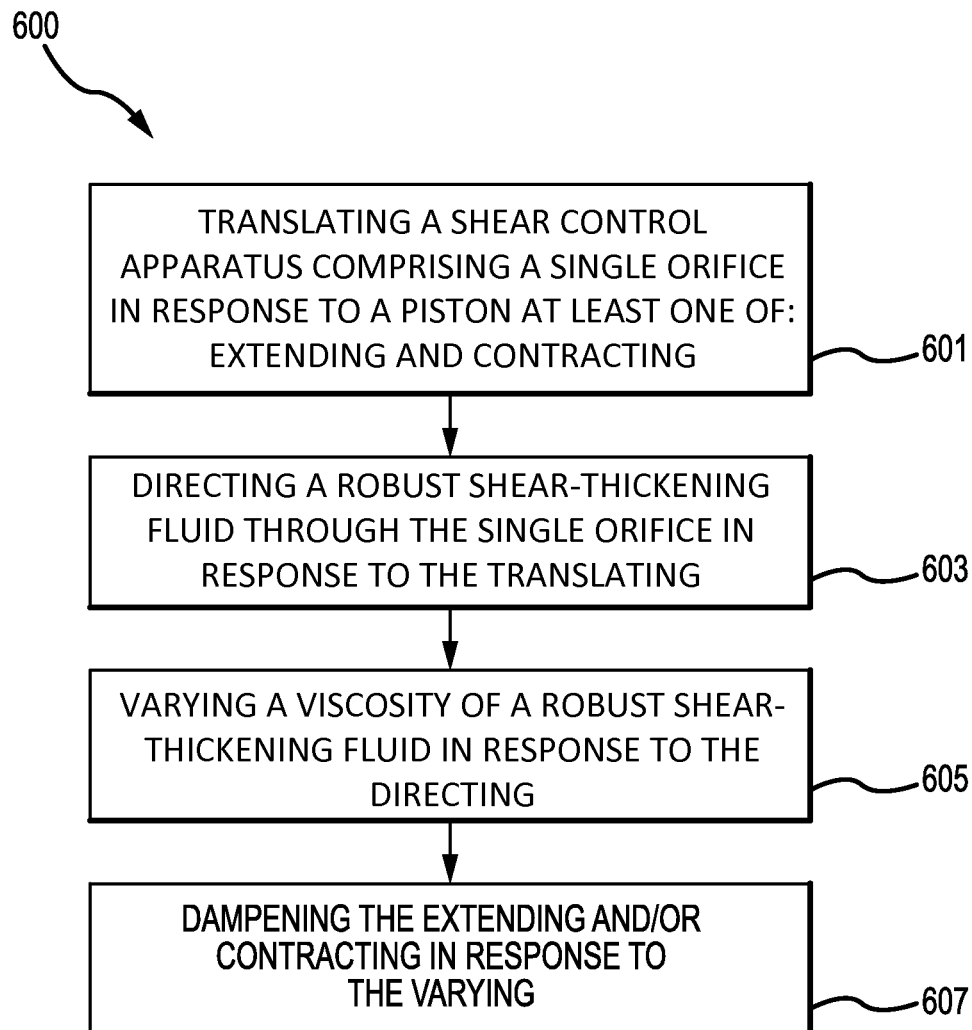 600
TRANSLATING A SHEAR CONTROL
APPARATUS COMPRISING A SINGLE ORIFICE
IN RESPONSE TO A PISTON AT LEAST ONE OF:
EXTENDING AND CONTRACTING
601
DIRECTING A ROBUST SHEAR-THICKENING
FLUID THROUGH THE SINGLE ORIFICE IN
RESPONSE TO THE TRANSLATING
603
VARYING A VISCOSITY OF A ROBUST SHEAR-
THICKENING FLUID IN RESPONSE TO THE
DIRECTING
605
DAMPENING THE EXTENDING AND/OR
CONTRACTING IN RESPONSE TO
THE VARYING
607